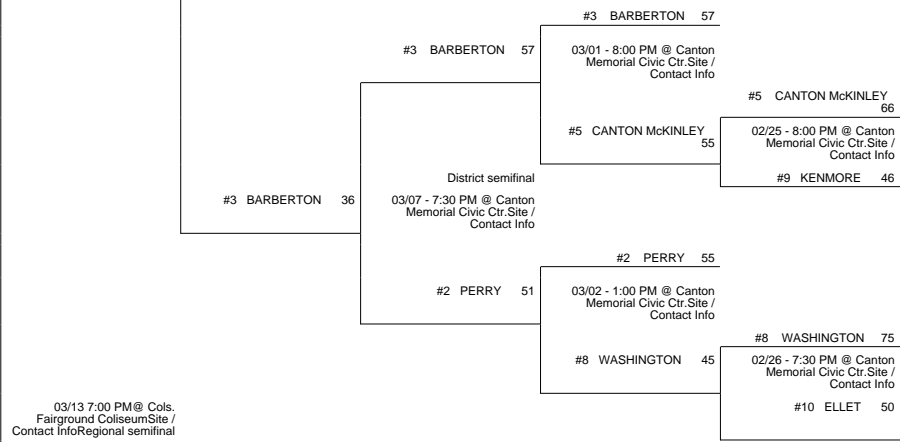 #3 BARBERTON 57
#3 BARBERTON 57
03/01 - 8:00 PM @ Canton
Memorial Civic Ctr.Site /
Contact Info
#5 CANTON McKINLEY
66
#5 CANTON McKINLEY
55
02/25 - 8:00 PM @ Canton
Memorial Civic Ctr.Site /
Contact Info
#9 KENMORE 46
District semifinal
#3 BARBERTON 36
03/07 - 7:30 PM @ Canton
Memorial Civic Ctr.Site /
Contact Info
#2 PERRY 55
#2 PERRY 51
03/02 - 1:00 PM @ Canton
Memorial Civic Ctr.Site /
Contact Info
#8 WASHINGTON 75
#8 WASHINGTON 45
02/26 - 7:30 PM @ Canton
Memorial Civic Ctr.Site /
Contact Info
#10 ELLET 50
03/13 7:00 PM@ Cols.
Fairground ColiseumSite /
Contact InfoRegional semifinal